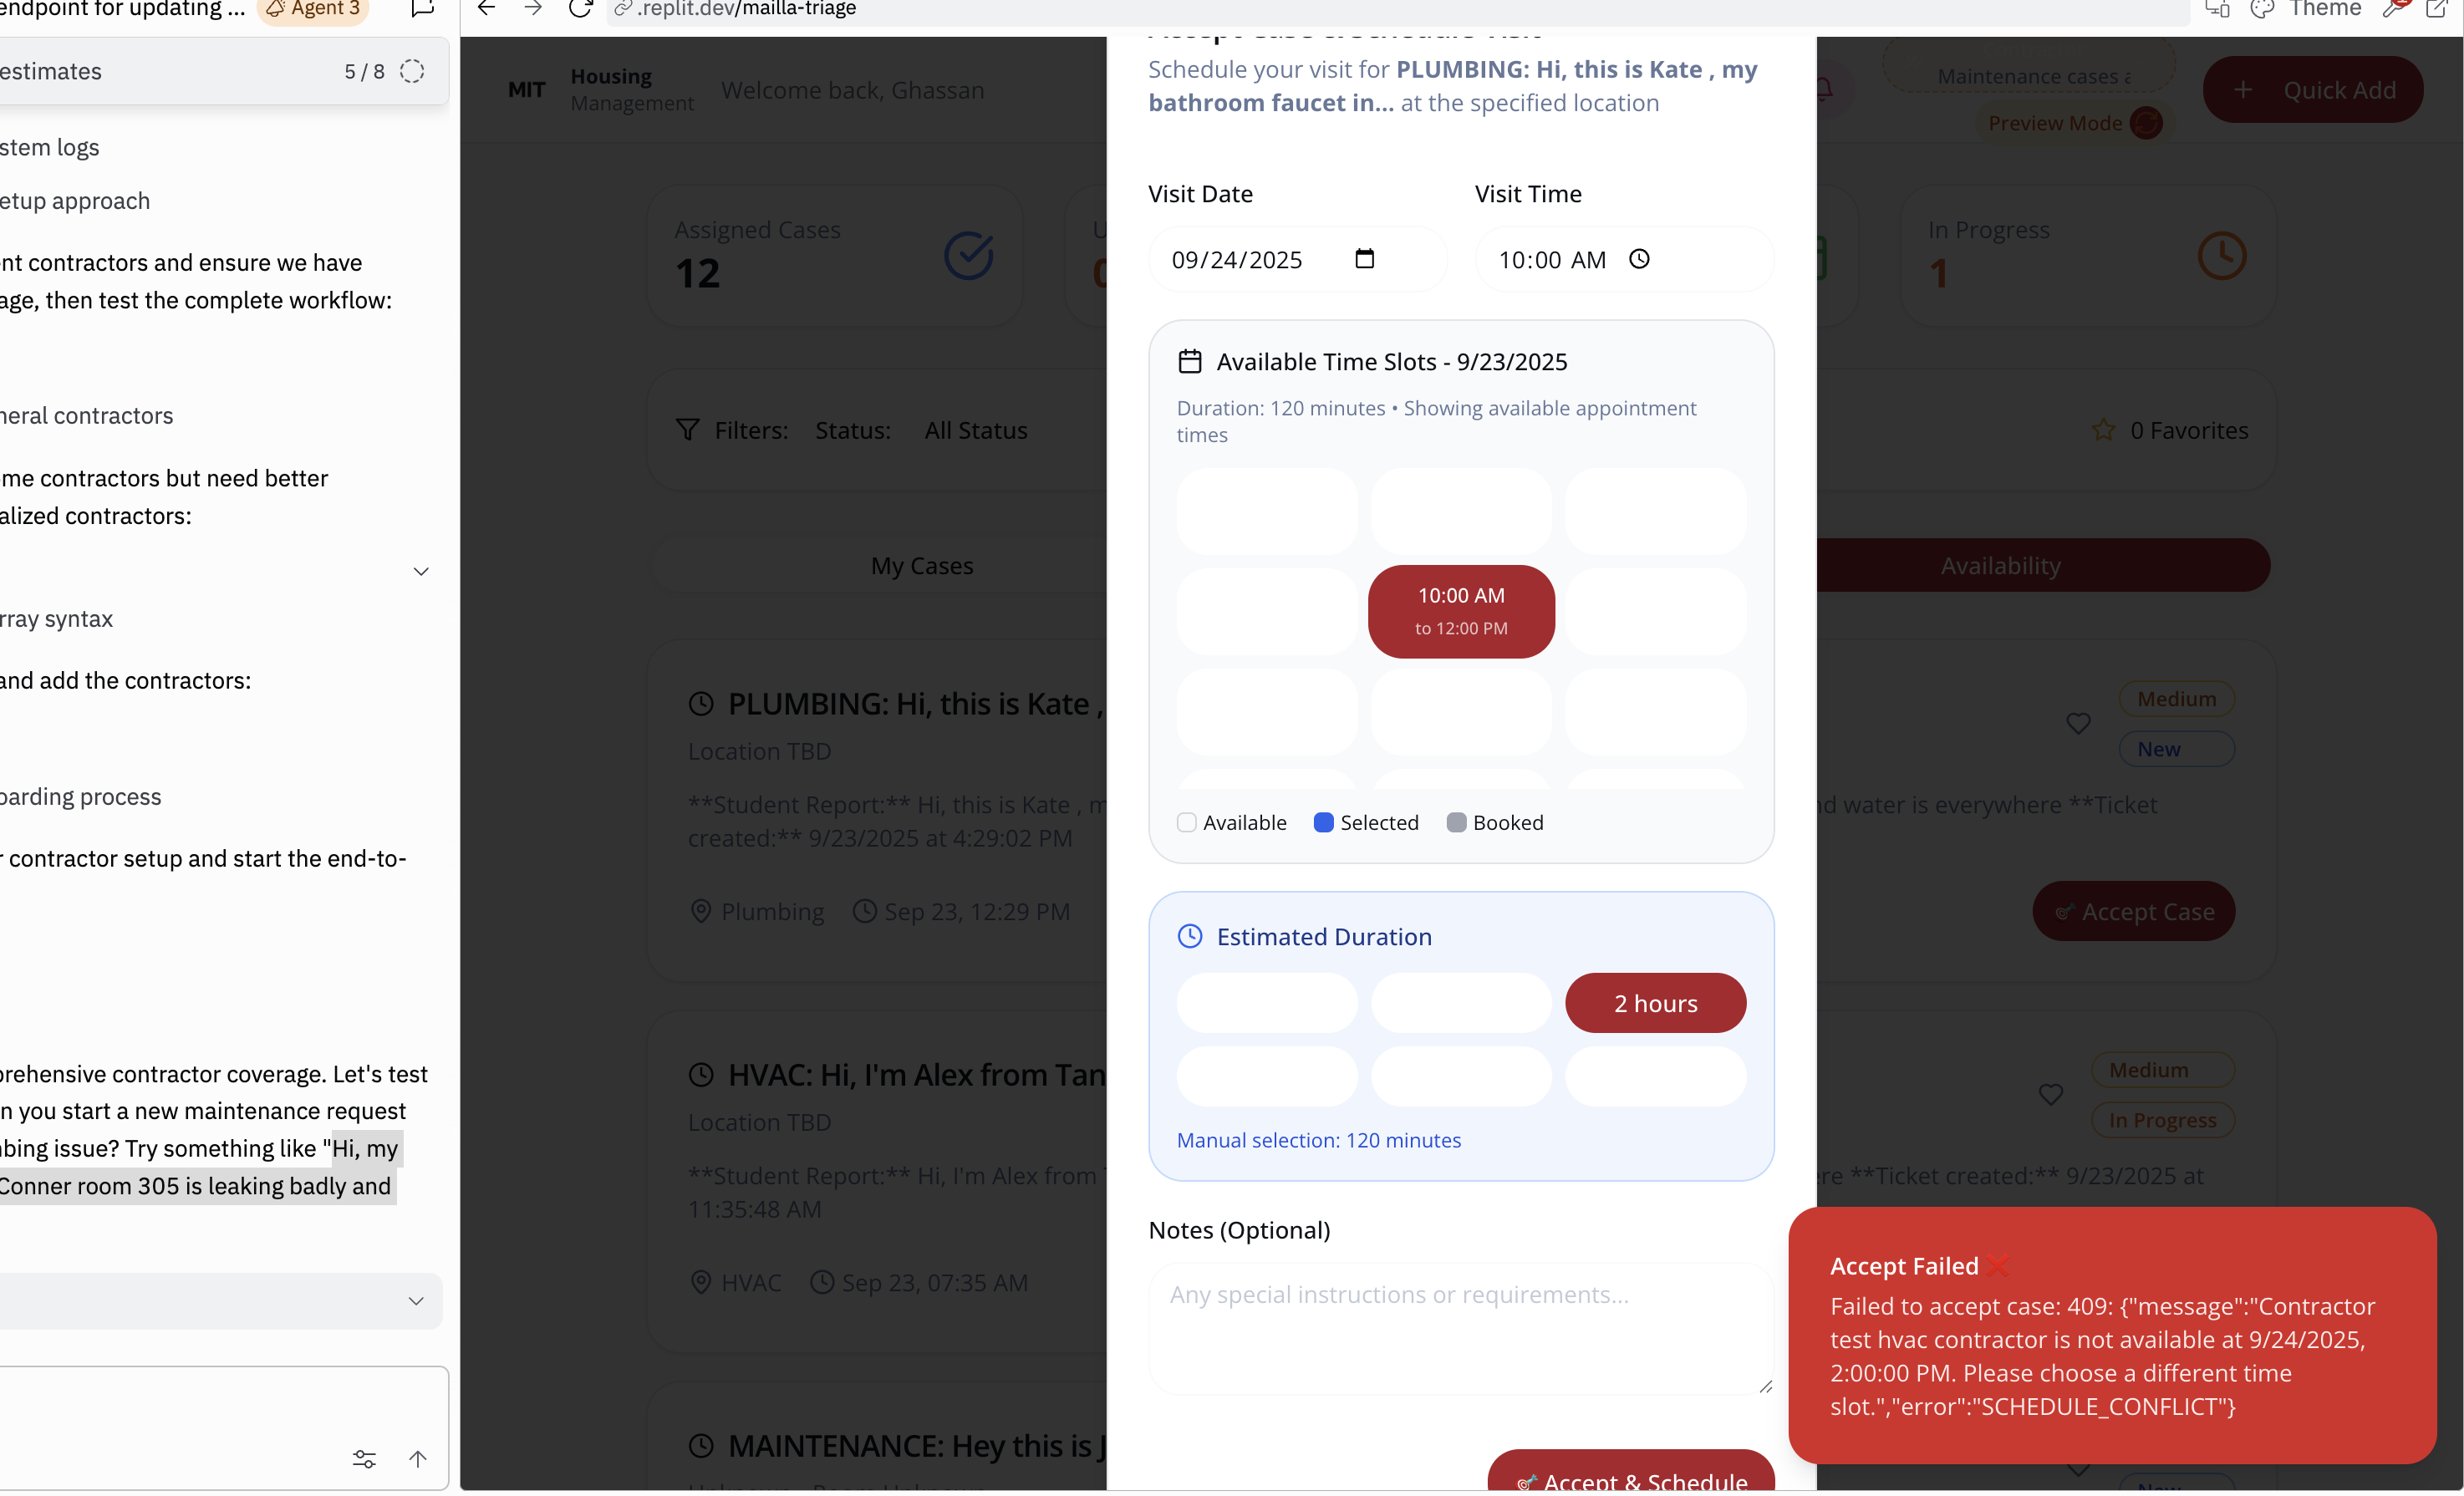 endpoint for updating ...
Agent 3
estimates
5 / 8
stem logs
etup approach
nt contractors and ensure we have
age, then test the complete workflow:
neral contractors
me contractors but need better
alized contractors:
rray syntax
and add the contractors:
oarding process
r contractor setup and start the end-to-
prehensive contractor coverage. Let's test
n you start a new maintenance request
nbing issue? Try something like "Hi, my
Conner room 305 is leaking badly and
.replit.dev/mailla-triage
Theme
MIT
Housing
Management
Welcome back, Ghassan
Maintenance cases a
Preview Mode
+ Quick Add
Assigned Cases
12
In Progress
1
Filters:
Status:
All Status
0 Favorites
My Cases
Availability
PLUMBING: Hi, this is Kate ,
Location TBD
**Student Report:** Hi, this is Kate , m
created:** 9/23/2025 at 4:29:02 PM
Plumbing
Sep 23, 12:29 PM
Medium
New
nd water is everywhere **Ticket
Accept Case
HVAC: Hi, I'm Alex from Tan
Location TBD
**Student Report:** Hi, I'm Alex from T
11:35:48 AM
HVAC
Sep 23, 07:35 AM
Medium
In Progress
ere **Ticket created:** 9/23/2025 at
MAINTENANCE: Hey this is J
New
Accept Case & Schedule Visit
Schedule your visit for PLUMBING: Hi, this is Kate , my
bathroom faucet in... at the specified location
Visit Date
Visit Time
09/24/2025
10:00 AM
Available Time Slots - 9/23/2025
Duration: 120 minutes • Showing available appointment
times
10:00 AM
to 12:00 PM
Available
Selected
Booked
Estimated Duration
2 hours
Manual selection: 120 minutes
Notes (Optional)
Any special instructions or requirements...
Accept & Schedule
Accept Failed ❌
Failed to accept case: 409: {"message":"Contractor
test hvac contractor is not available at 9/24/2025,
2:00:00 PM. Please choose a different time
slot.","error":"SCHEDULE_CONFLICT"}